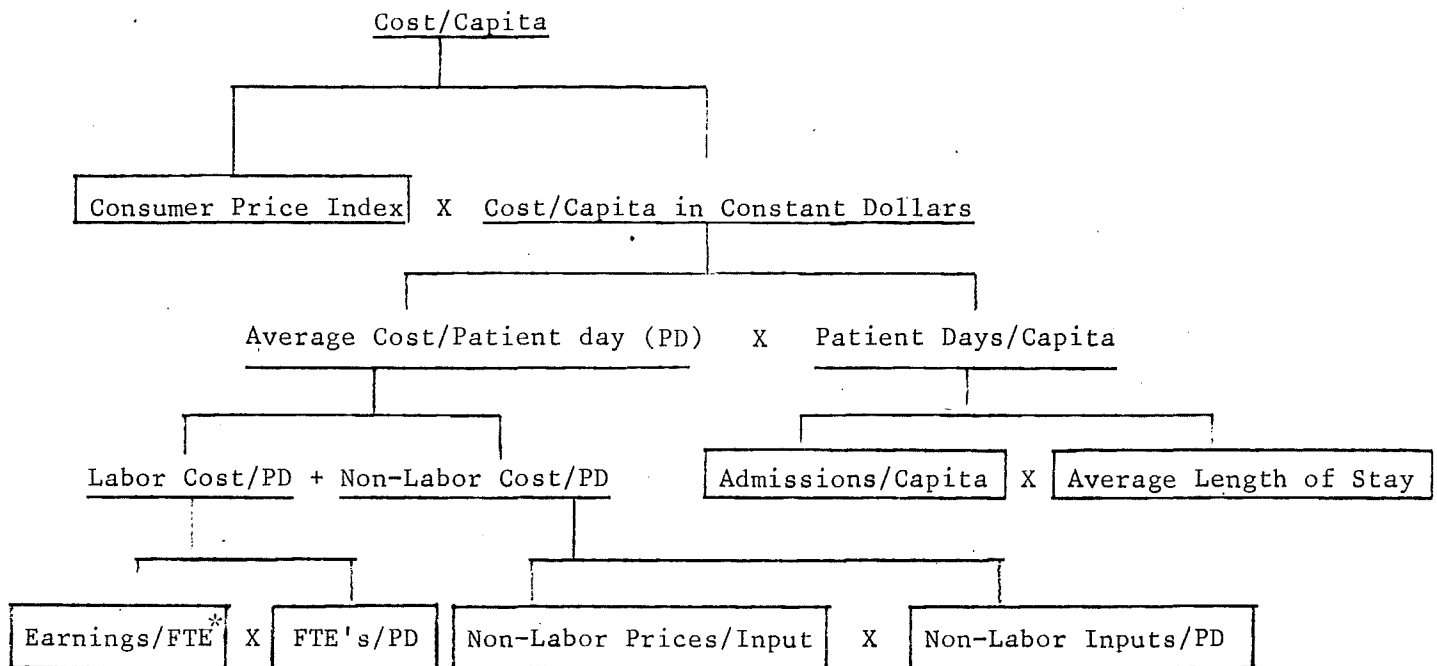 Cost/Capita
Consumer Price Index X Cost/Capita in Constant Dollars
Average Cost/Patient day (PD) X Patient Days/Capita
Labor Cost/PD + Non-Labor Cost/PD
Admissions/Capita X Average Length of Stay
Earnings/FTE* X FTE's/PD
Non-Labor Prices/Input X Non-Labor Inputs/PD